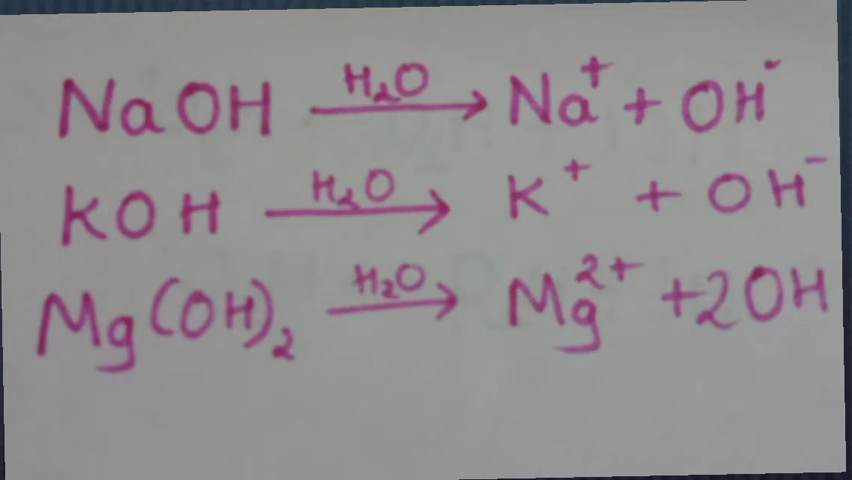 NaOH H₂O→ Na⁺ + OH⁻
KOH H₂O→ K⁺ + OH⁻
Mg(OH)₂ H₂O→ Mg²⁺ + 2OH